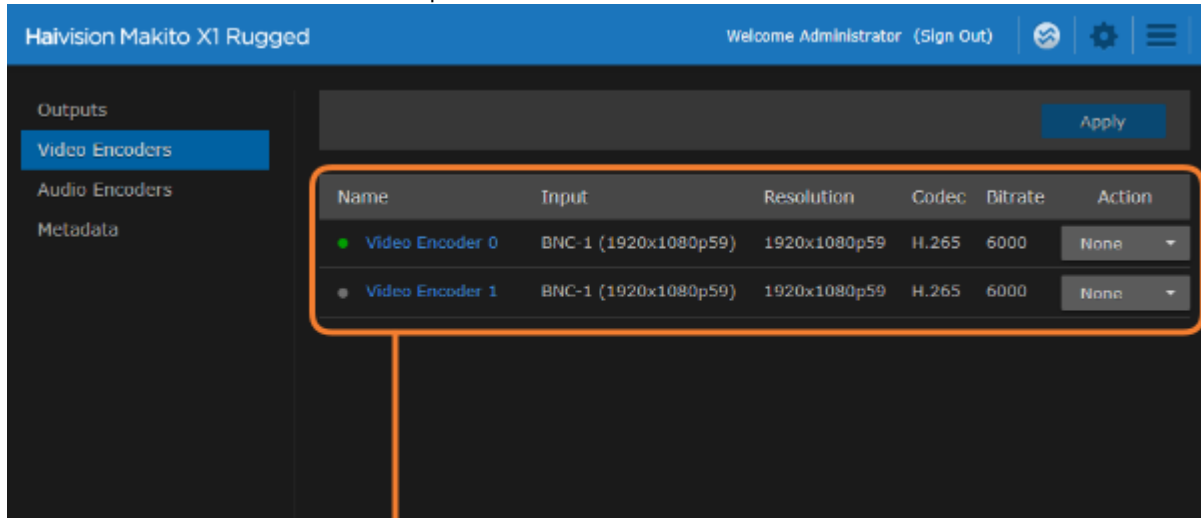 Haivision Makito X1 Rugged
Welcome Administrator (Sign Out)
Outputs
Apply
Video Encoders
Audio Encoders
Name Input Resolution Codec Bitrate Action
Metadata
Video Encoder 0 BNC-1 (1920x1080p59) 1920x1080p59 H.265 6000 None
Video Encoder 1 BNC-1 (1920x1080p59) 1920x1080p59 H.265 6000 None